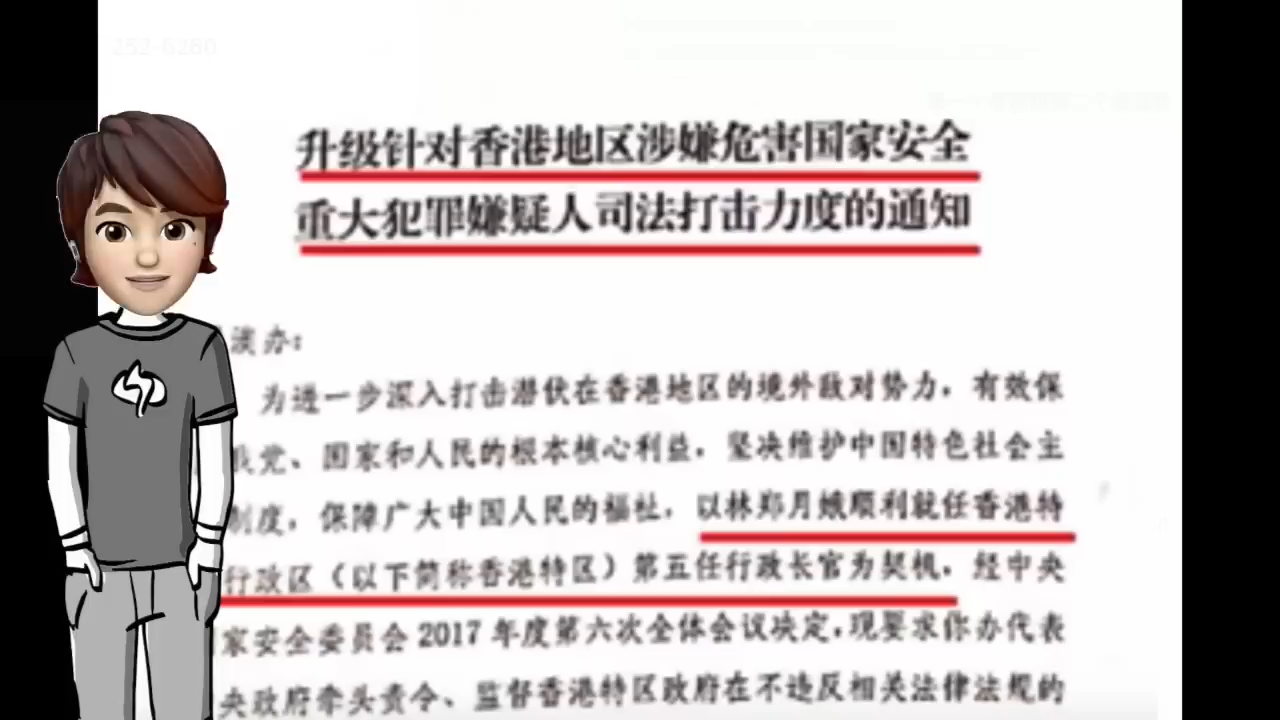 252-0280
升级针对香港地区涉嫌危害国家安全
重大犯罪嫌疑人司法打击力度的通知
澳办：
为进一步深入打击潜伏在香港地区的境外敌对势力，有效保
党、国家和人民的根本核心利益，坚决维护中国特色社会主
制度，保障广大中国人民的福祉，以林郑月娥顺利就任香港特
行政区（以下简称香港特区）第五任行政长官为契机，经中央
家安全委员会2017年度第六次全体会议决定，现要求你办代表
央政府牵头责令、监督香港特区政府在不违反相关法律法规的